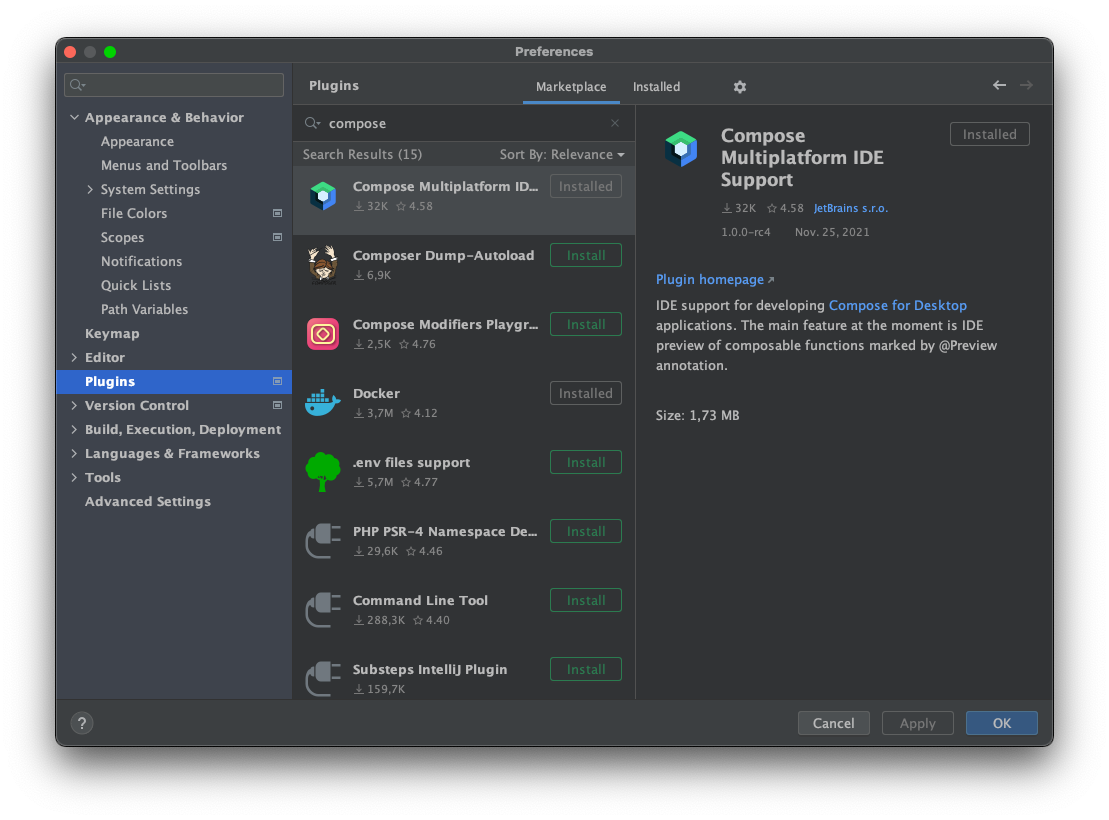 Preferences
Appearance & Behavior
Appearance
Menus and Toolbars
System Settings
File Colors
Scopes
Notifications
Quick Lists
Path Variables
Keymap
Editor
Plugins
Version Control
Build, Execution, Deployment
Languages & Frameworks
Tools
Advanced Settings
Plugins
Marketplace
Installed
compose
Search Results (15)
Sort By: Relevance
Compose Multiplatform ID...
Installed
32K 4.58
Composer Dump-Autoload
Install
6,9K
Compose Modifiers Playgr...
Install
2,5K 4.76
Docker
Installed
3,7M 4.12
.env files support
Install
5,7M 4.77
PHP PSR-4 Namespace De...
Install
29,6K 4.46
Command Line Tool
Install
288,3K 4.40
Substeps IntelliJ Plugin
Install
159,7K
Compose
Multiplatform IDE
Support
Installed
32K 4.58 JetBrains s.r.o.
1.0.0-rc4 Nov. 25, 2021
Plugin homepage
IDE support for developing Compose for Desktop
applications. The main feature at the moment is IDE
preview of composable functions marked by @Preview
annotation.
Size: 1,73 MB
?
Cancel
Apply
OK